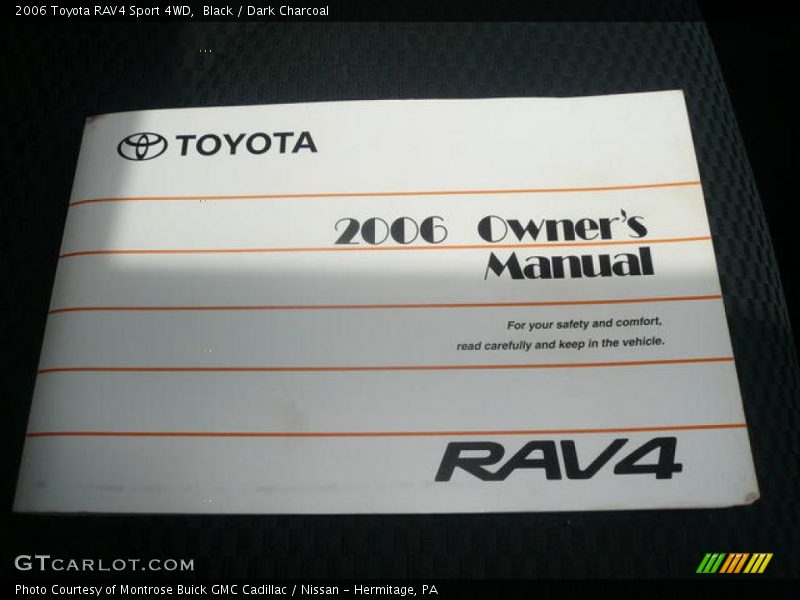 2006 Toyota RAV4 Sport 4WD,  Black / Dark Charcoal
TOYOTA
2006 Owner's
Manual
For your safety and comfort,
read carefully and keep in the vehicle.
RAV4
GTCARLOT.COM
Photo Courtesy of Montrose Buick GMC Cadillac / Nissan - Hermitage, PA